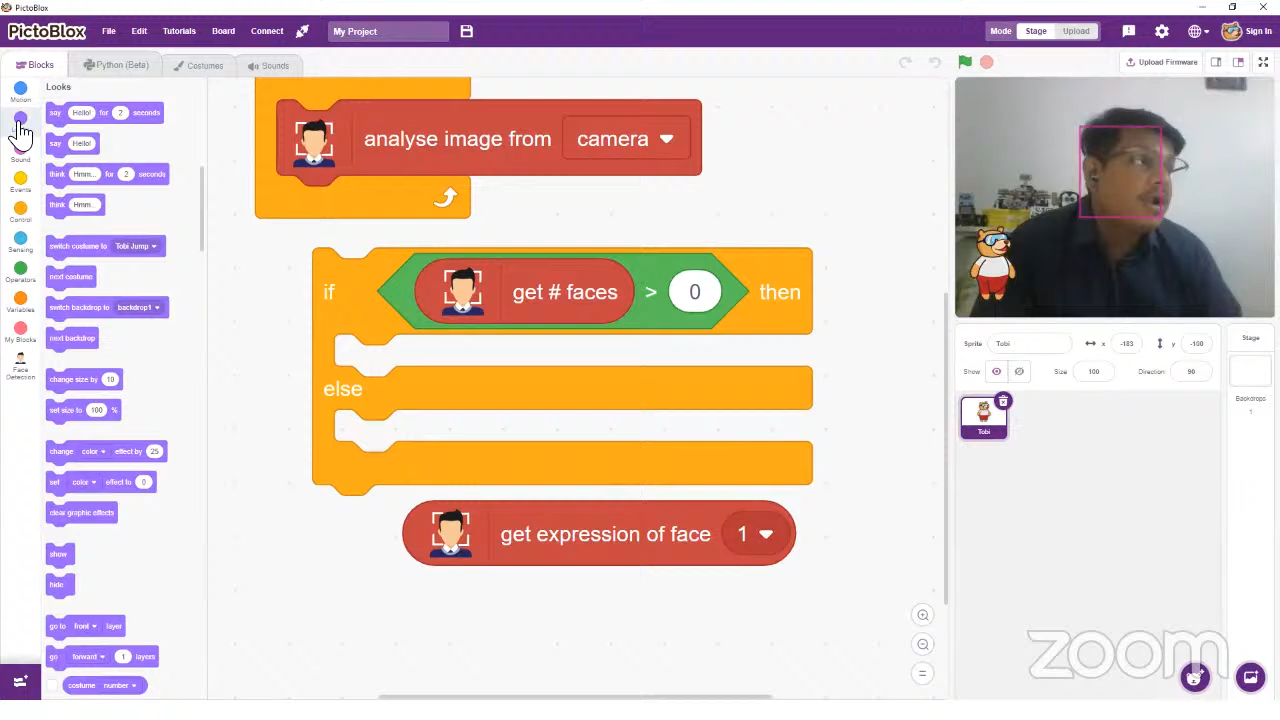 PictoBlox
PictoBlox File Edit Tutorials Board Connect My Project Mode Stage Upload Sign In
Blocks Python (Beta) Costumes Sounds Upload Firmware
Motion
Sound
Events
Control
Sensing
Operators
Variables
My Blocks
Face
Detection
Looks
say Hello! for 2 seconds
say Hello!
think Hmm... for 2 seconds
think Hmm...
switch costume to Tobi Jump
next costume
switch backdrop to backdrop1
next backdrop
change size by 10
set size to 100 %
change color effect by 25
set color effect to 0
clear graphic effects
show
hide
go to front layer
go forward 1 layers
costume number
analyse image from camera
if get # faces > 0 then
else
get expression of face 1
Sprite Tobi x -183 y -100
Show Size 100 Direction 90
Tobi
Stage
Backdrops
1
zoom